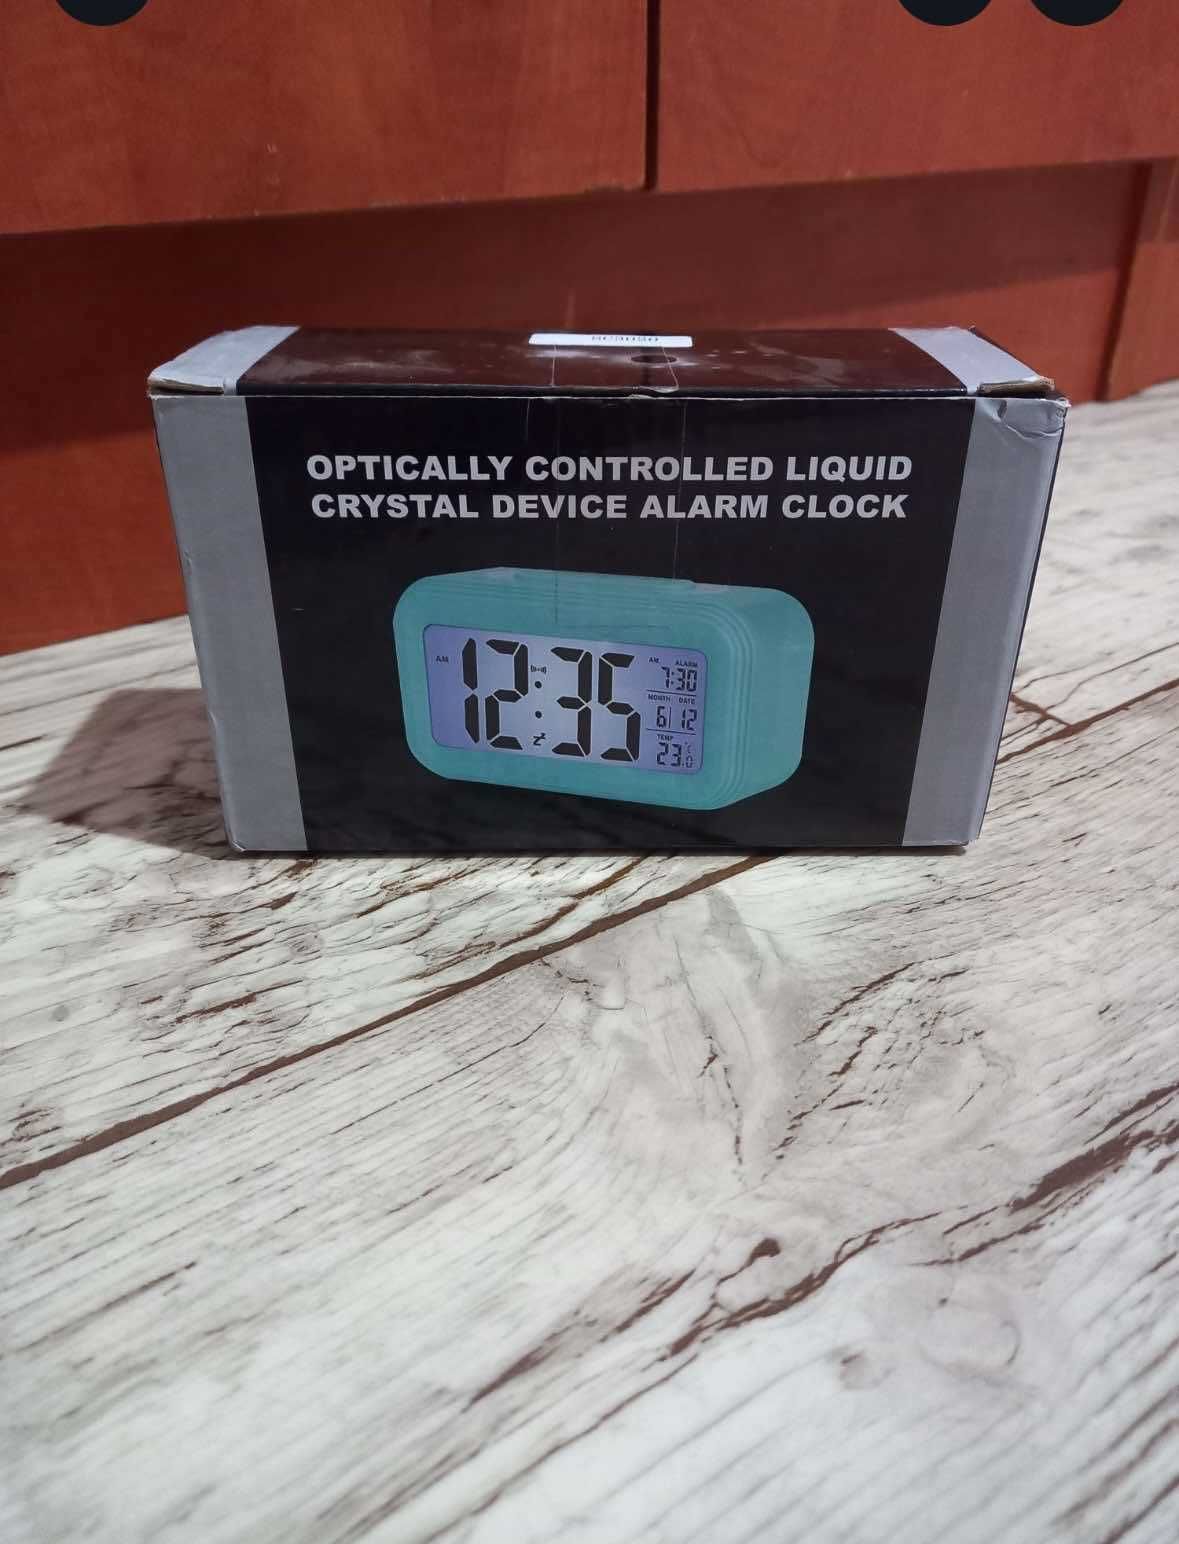 OPTICALLY CONTROLLED LIQUID
CRYSTAL DEVICE ALARM CLOCK
AM 12:35
AM ALARM
7:30
MONTH DATE
6 12
TEMP
23.0 °C